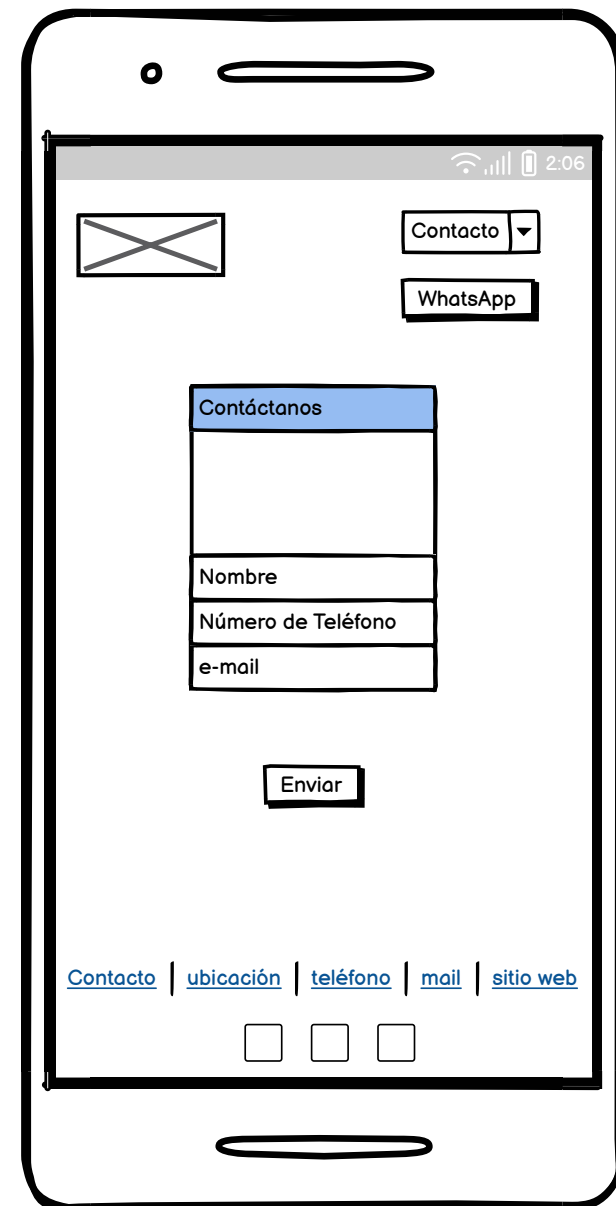 2:06
Contacto
WhatsApp
Contáctanos
Nombre
Número de Teléfono
e-mail
Enviar
Contacto ubicación teléfono mail sitio web